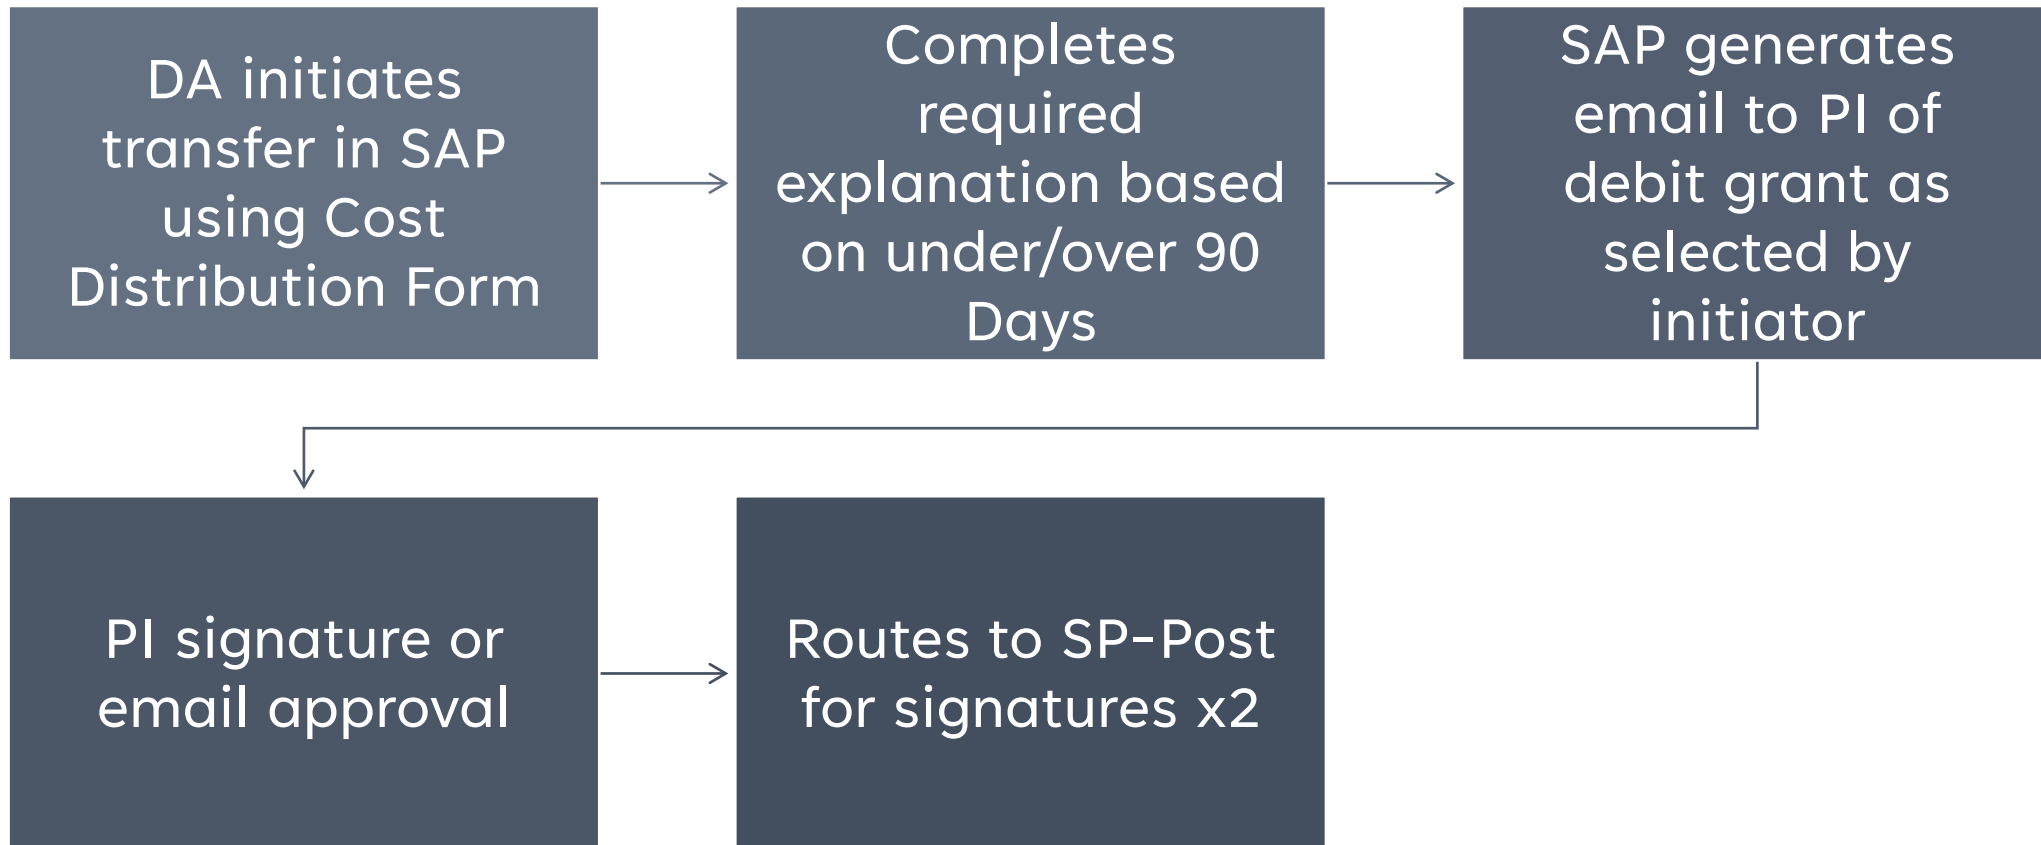 DA initiates
transfer in SAP
using Cost
Distribution Form
Completes
required
explanation based
on under/over 90
Days
SAP generates
email to PI of
debit grant as
selected by
initiator
PI signature or
email approval
Routes to SP-Post
for signatures x2